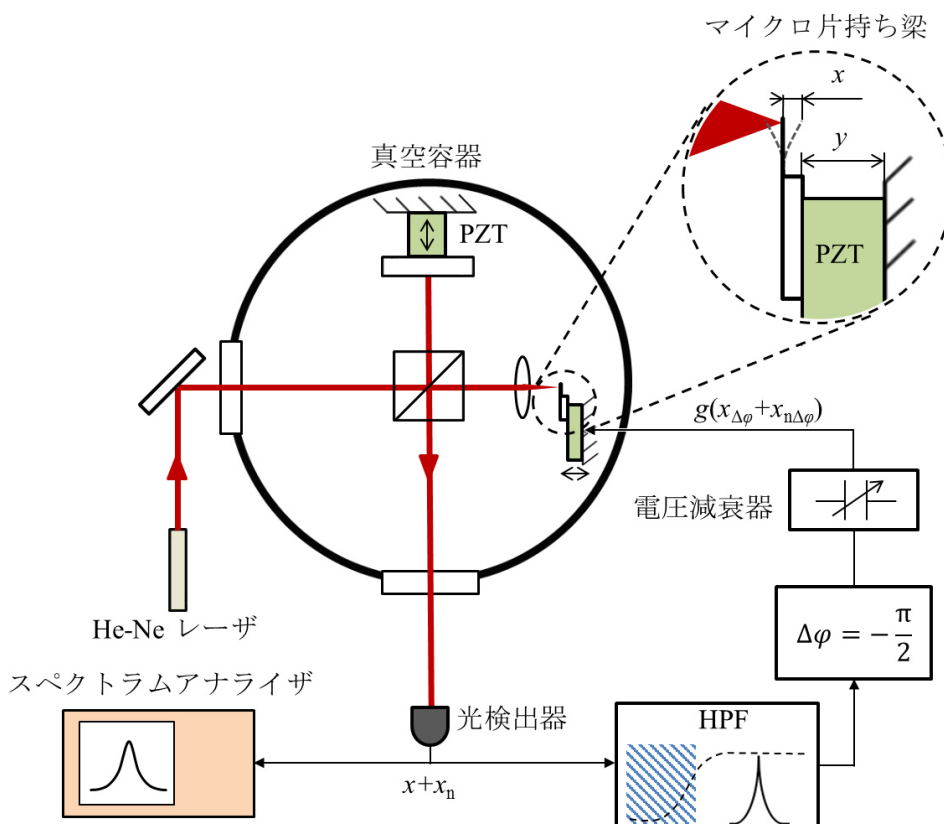 マイクロ片持ち梁
x
y
PZT
真空容器
PZT
g(xΔφ+xnΔφ)
電圧減衰器
Δφ = − π/2
He-Ne レーザ
スペクトラムアナライザ
光検出器
HPF
x+xn